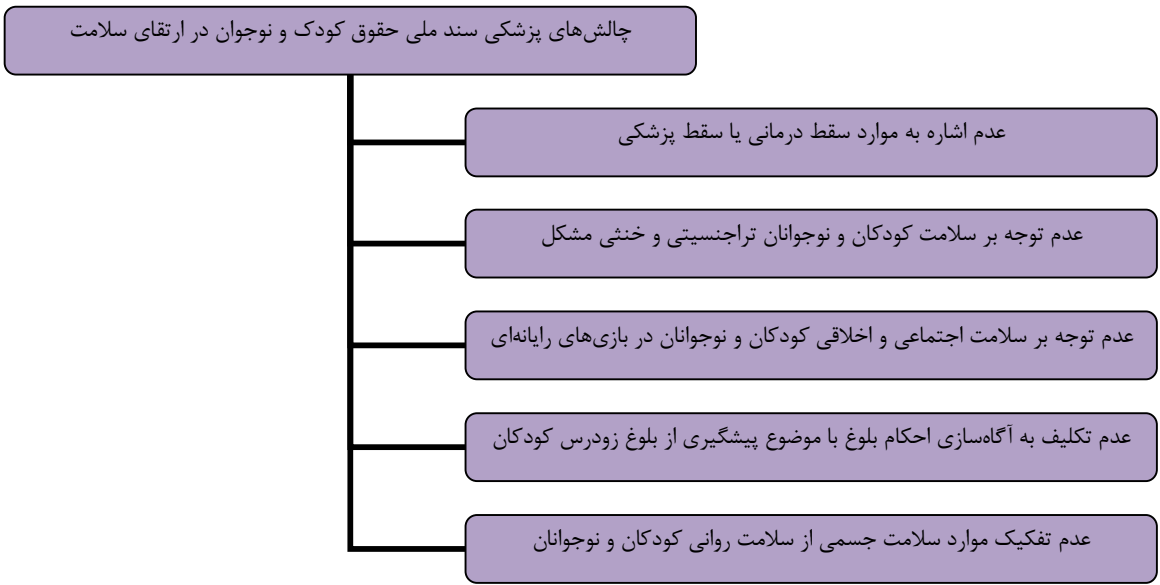 چالش‌های پزشکی سند ملی حقوق کودک و نوجوان در ارتقای سلامت
عدم اشاره به موارد سقط درمانی یا سقط پزشکی
عدم توجه بر سلامت کودکان و نوجوانان تراجنسیتی و خنثی مشکل
عدم توجه بر سلامت اجتماعی و اخلاقی کودکان و نوجوانان در بازی‌های رایانه‌ای
عدم تکلیف به آگاه‌سازی احکام بلوغ با موضوع پیشگیری از بلوغ زودرس کودکان
عدم تفکیک موارد سلامت جسمی از سلامت روانی کودکان و نوجوانان